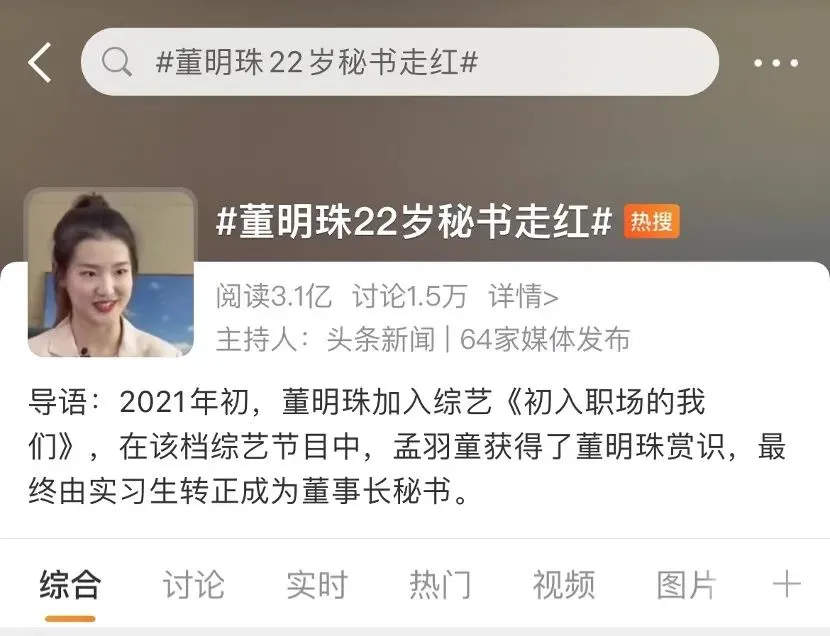 #董明珠22岁秘书走红#
#董明珠22岁秘书走红# 热搜
阅读3.1亿 讨论1.5万 详情>
主持人：头条新闻 | 64家媒体发布
导语：2021年初，董明珠加入综艺《初入职场的我
们》，在该档综艺节目中，孟羽童获得了董明珠赏识，最
终由实习生转正成为董事长秘书。
综合 讨论 实时 热门 视频 图片